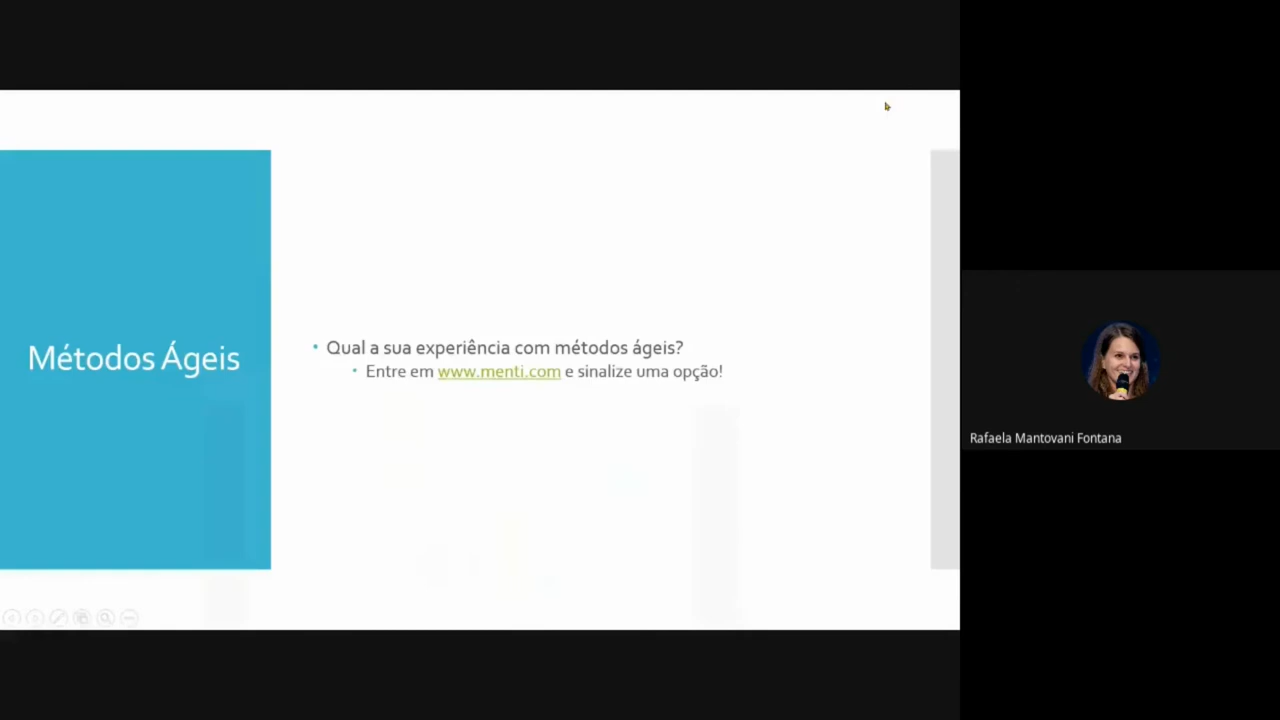 Métodos Ágeis
• Qual a sua experiência com métodos ágeis?
• Entre em www.menti.com e sinalize uma opção!
Rafaela Mantovani Fontana